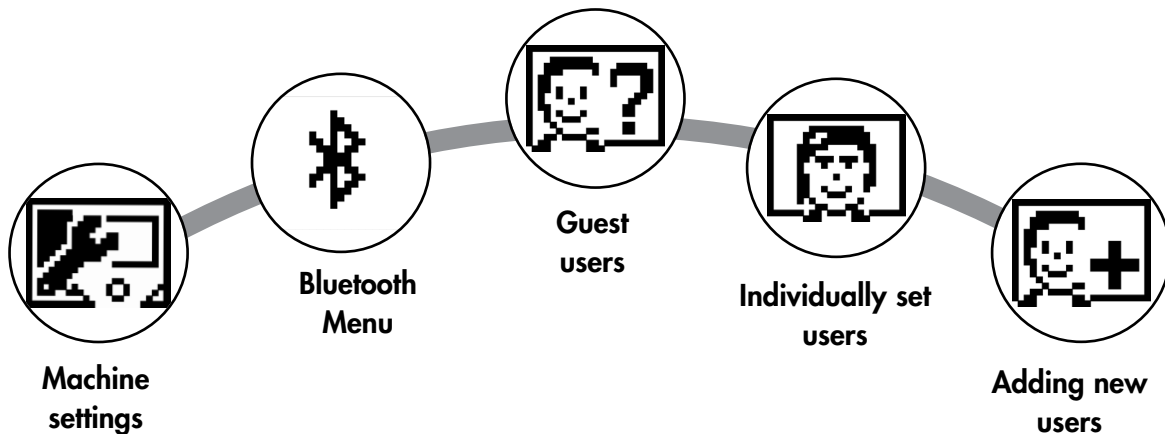 Machine
settings
Bluetooth
Menu
Guest
users
Individually set
users
Adding new
users